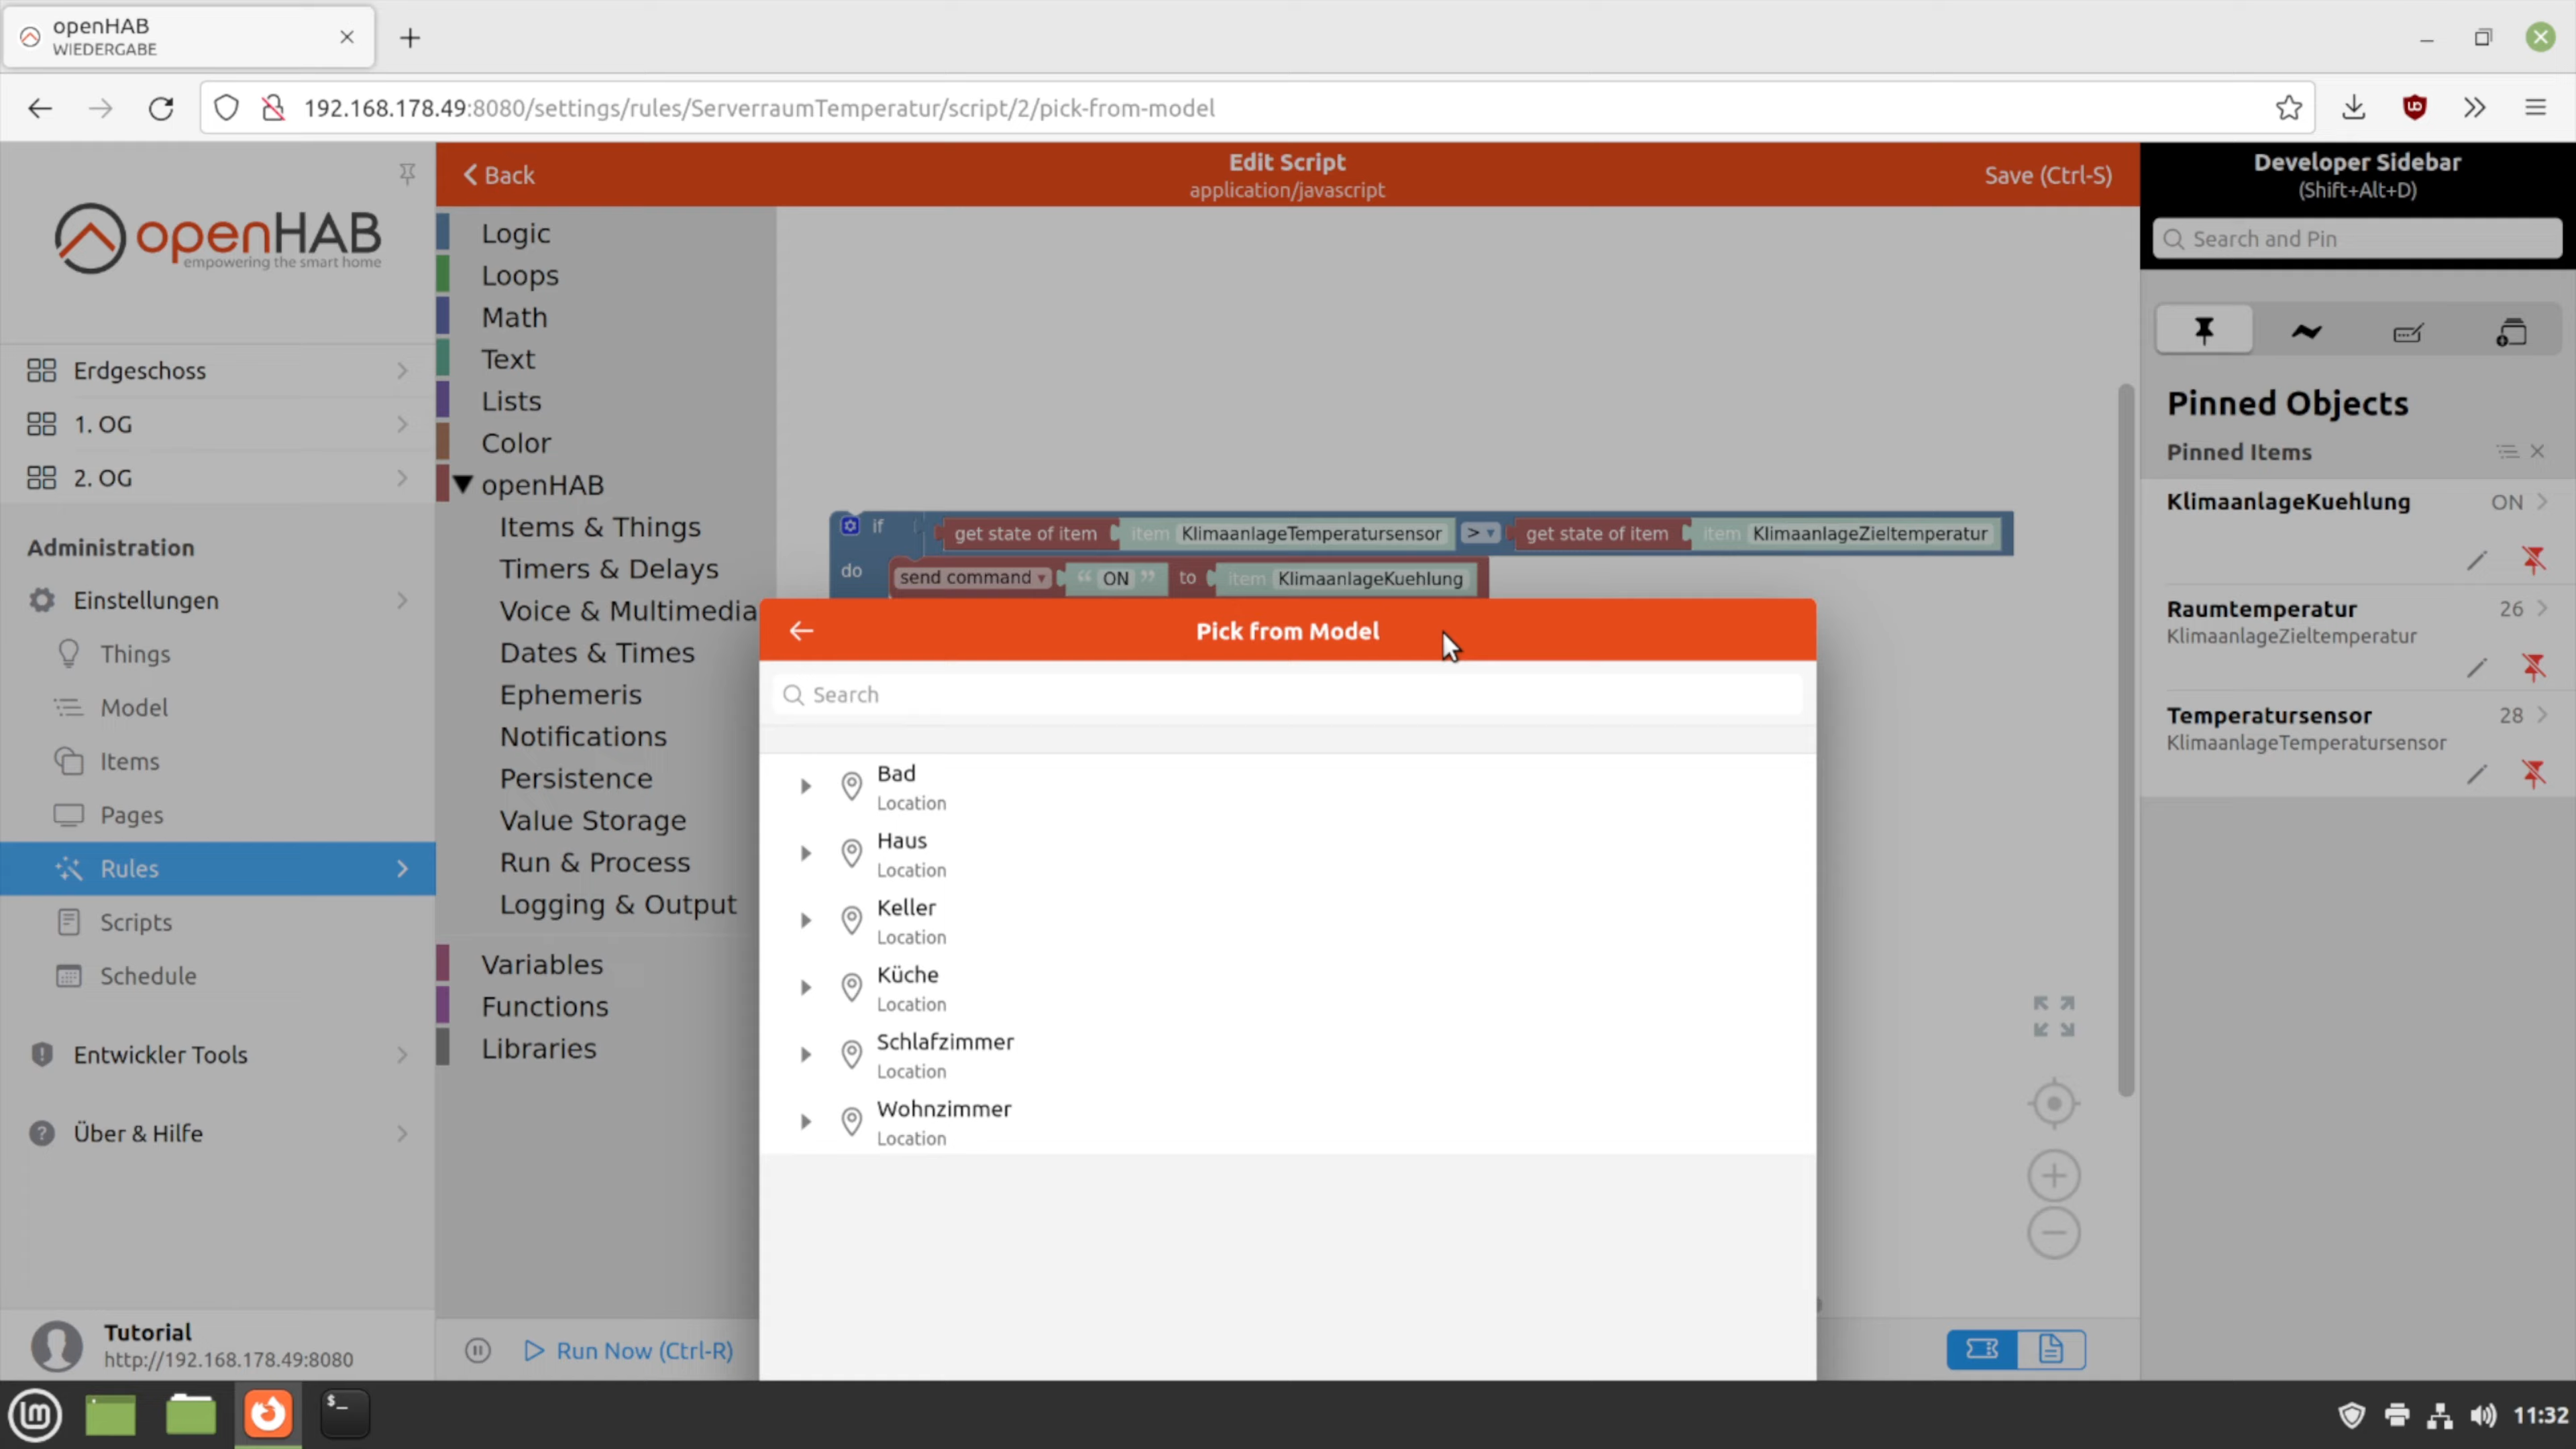 openHAB
WIEDERGABE
192.168.178.49:8080/settings/rules/ServerraumTemperatur/script/2/pick-from-model
openHAB
empowering the smart home
Erdgeschoss
1. OG
2. OG
Administration
Einstellungen
Things
Model
Items
Pages
Rules
Scripts
Schedule
Entwickler Tools
Über & Hilfe
Tutorial
http://192.168.178.49:8080
Back
Edit Script
application/javascript
Save (Ctrl-S)
Logic
Loops
Math
Text
Lists
Color
openHAB
Items & Things
Timers & Delays
Voice & Multimedia
Dates & Times
Ephemeris
Notifications
Persistence
Value Storage
Run & Process
Logging & Output
Variables
Functions
Libraries
if get state of item item KlimaanlageTemperatursensor > get state of item item KlimaanlageZieltemperatur
do send command “ ON ” to item KlimaanlageKuehlung
Pick from Model
Search
Bad
Location
Haus
Location
Keller
Location
Küche
Location
Schlafzimmer
Location
Wohnzimmer
Location
Run Now (Ctrl-R)
Developer Sidebar
(Shift+Alt+D)
Search and Pin
Pinned Objects
Pinned Items
KlimaanlageKuehlung ON
Raumtemperatur 26
KlimaanlageZieltemperatur
Temperatursensor 28
KlimaanlageTemperatursensor
11:32